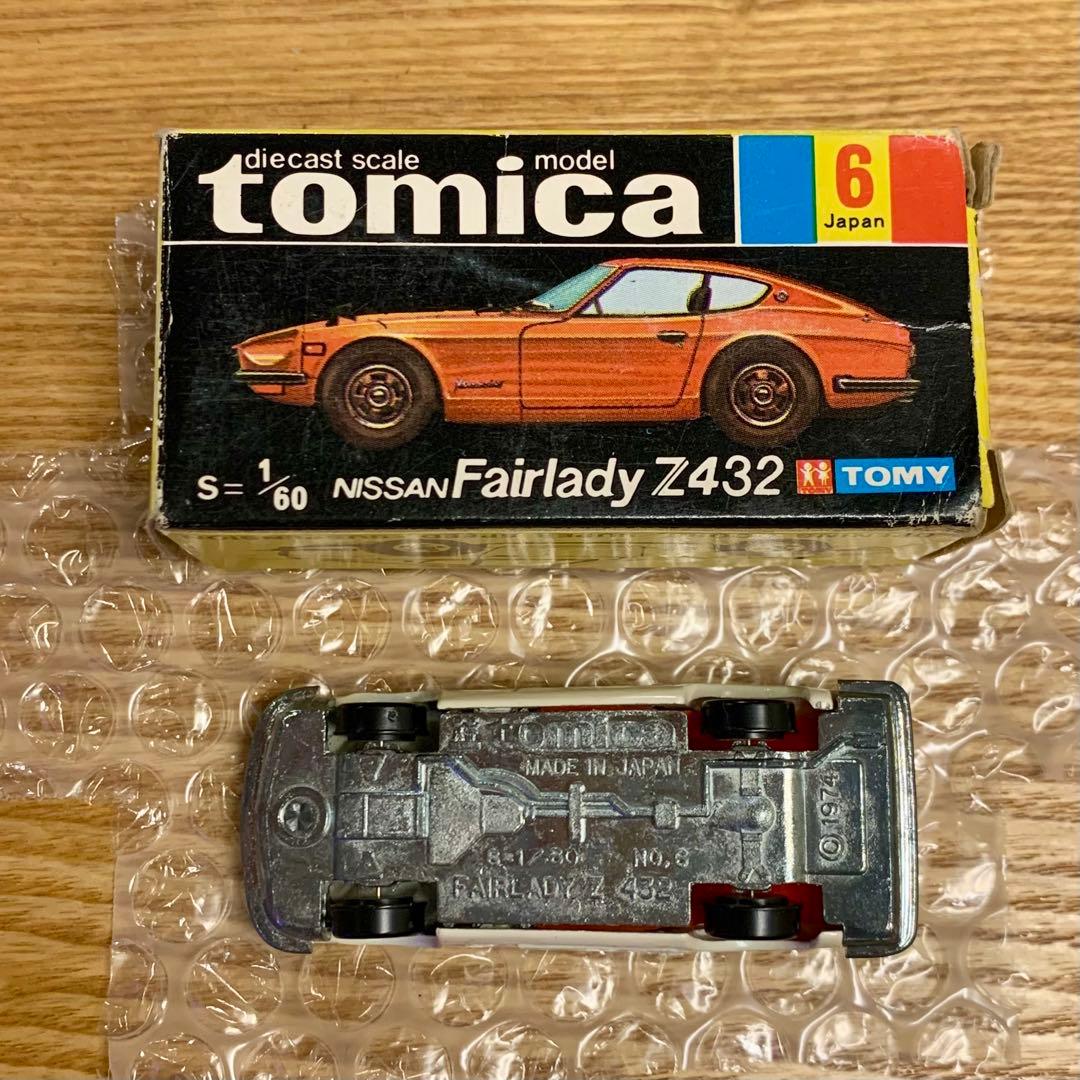 diecast scale model
tomica
6
Japan
S=1/60 NISSAN Fairlady Z432 TOMY TOMY
tomica
MADE IN JAPAN
S=1/60 NO.6
FAIRLADY Z 432
©1974